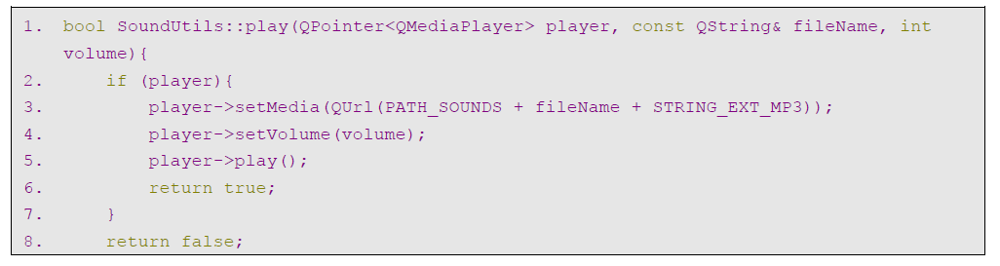 1. bool SoundUtils::play(QPointer<QMediaPlayer> player, const QString& fileName, int
volume){
2. if (player){
3. player->setMedia(QUrl(PATH_SOUNDS + fileName + STRING_EXT_MP3));
4. player->setVolume(volume);
5. player->play();
6. return true;
7. }
8. return false;